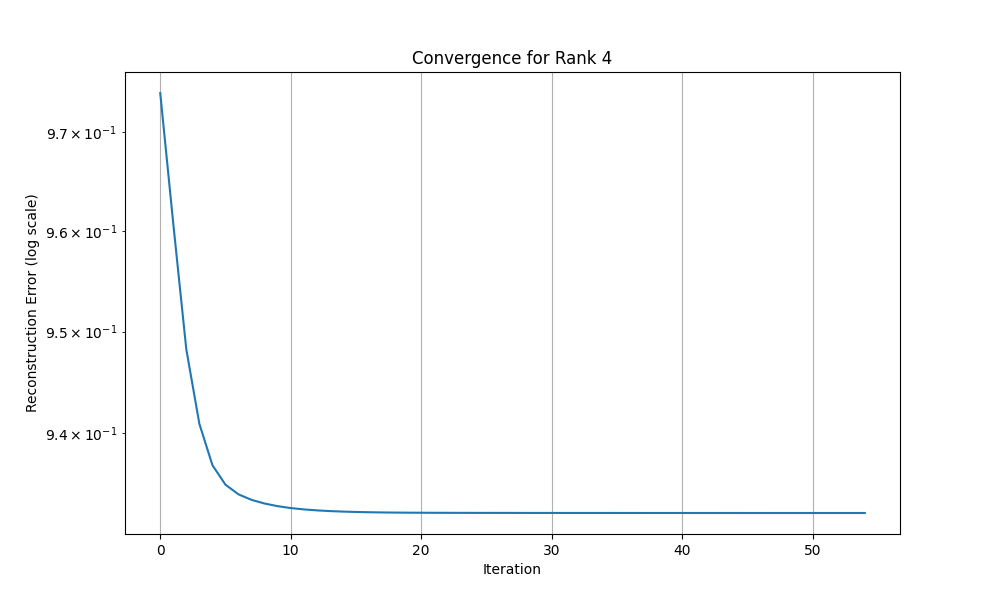 Convergence for Rank 4
Reconstruction Error (log scale)
9.7 × 10⁻¹
9.6 × 10⁻¹
9.5 × 10⁻¹
9.4 × 10⁻¹
0 10 20 30 40 50
Iteration